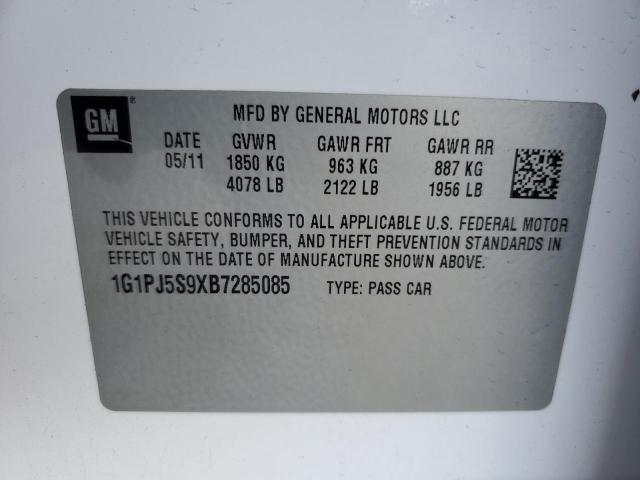 GM®
MFD BY GENERAL MOTORS LLC
DATE GVWR GAWR FRT GAWR RR
05/11 1850 KG 963 KG 887 KG
4078 LB 2122 LB 1956 LB
THIS VEHICLE CONFORMS TO ALL APPLICABLE U.S. FEDERAL MOTOR
VEHICLE SAFETY, BUMPER, AND THEFT PREVENTION STANDARDS IN
EFFECT ON THE DATE OF MANUFACTURE SHOWN ABOVE.
1G1PJ5S9XB7285085 TYPE: PASS CAR